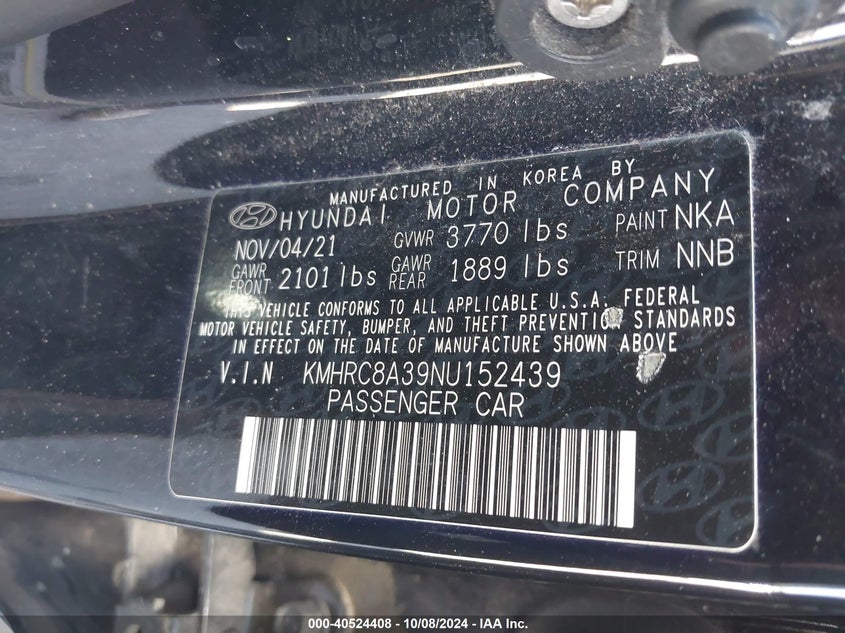 MANUFACTURED IN KOREA BY
HYUNDAI MOTOR COMPANY
NOV/04/21 GVWR 3770 lbs PAINT NKA
GAWR FRONT 2101 lbs GAWR REAR 1889 lbs TRIM NNB
THIS VEHICLE CONFORMS TO ALL APPLICABLE U.S.A. FEDERAL
MOTOR VEHICLE SAFETY, BUMPER, AND THEFT PREVENTION STANDARDS
IN EFFECT ON THE DATE OF MANUFACTURE SHOWN ABOVE
V.I.N KMHRC8A39NU152439
PASSENGER CAR
000-40524408 - 10/08/2024 - IAA Inc.